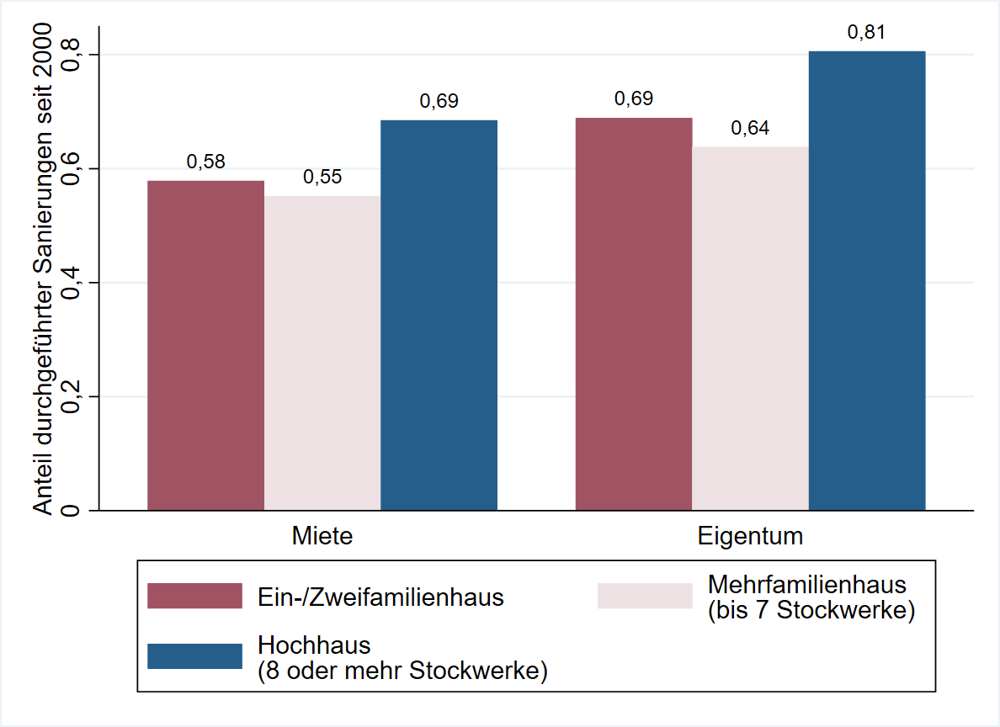 Anteil durchgeführter Sanierungen seit 2000
0,8
0,6
0,4
0,2
0
0,58
0,55
0,69
0,69
0,64
0,81
Miete
Eigentum
Ein-/Zweifamilienhaus
Mehrfamilienhaus
(bis 7 Stockwerke)
Hochhaus
(8 oder mehr Stockwerke)